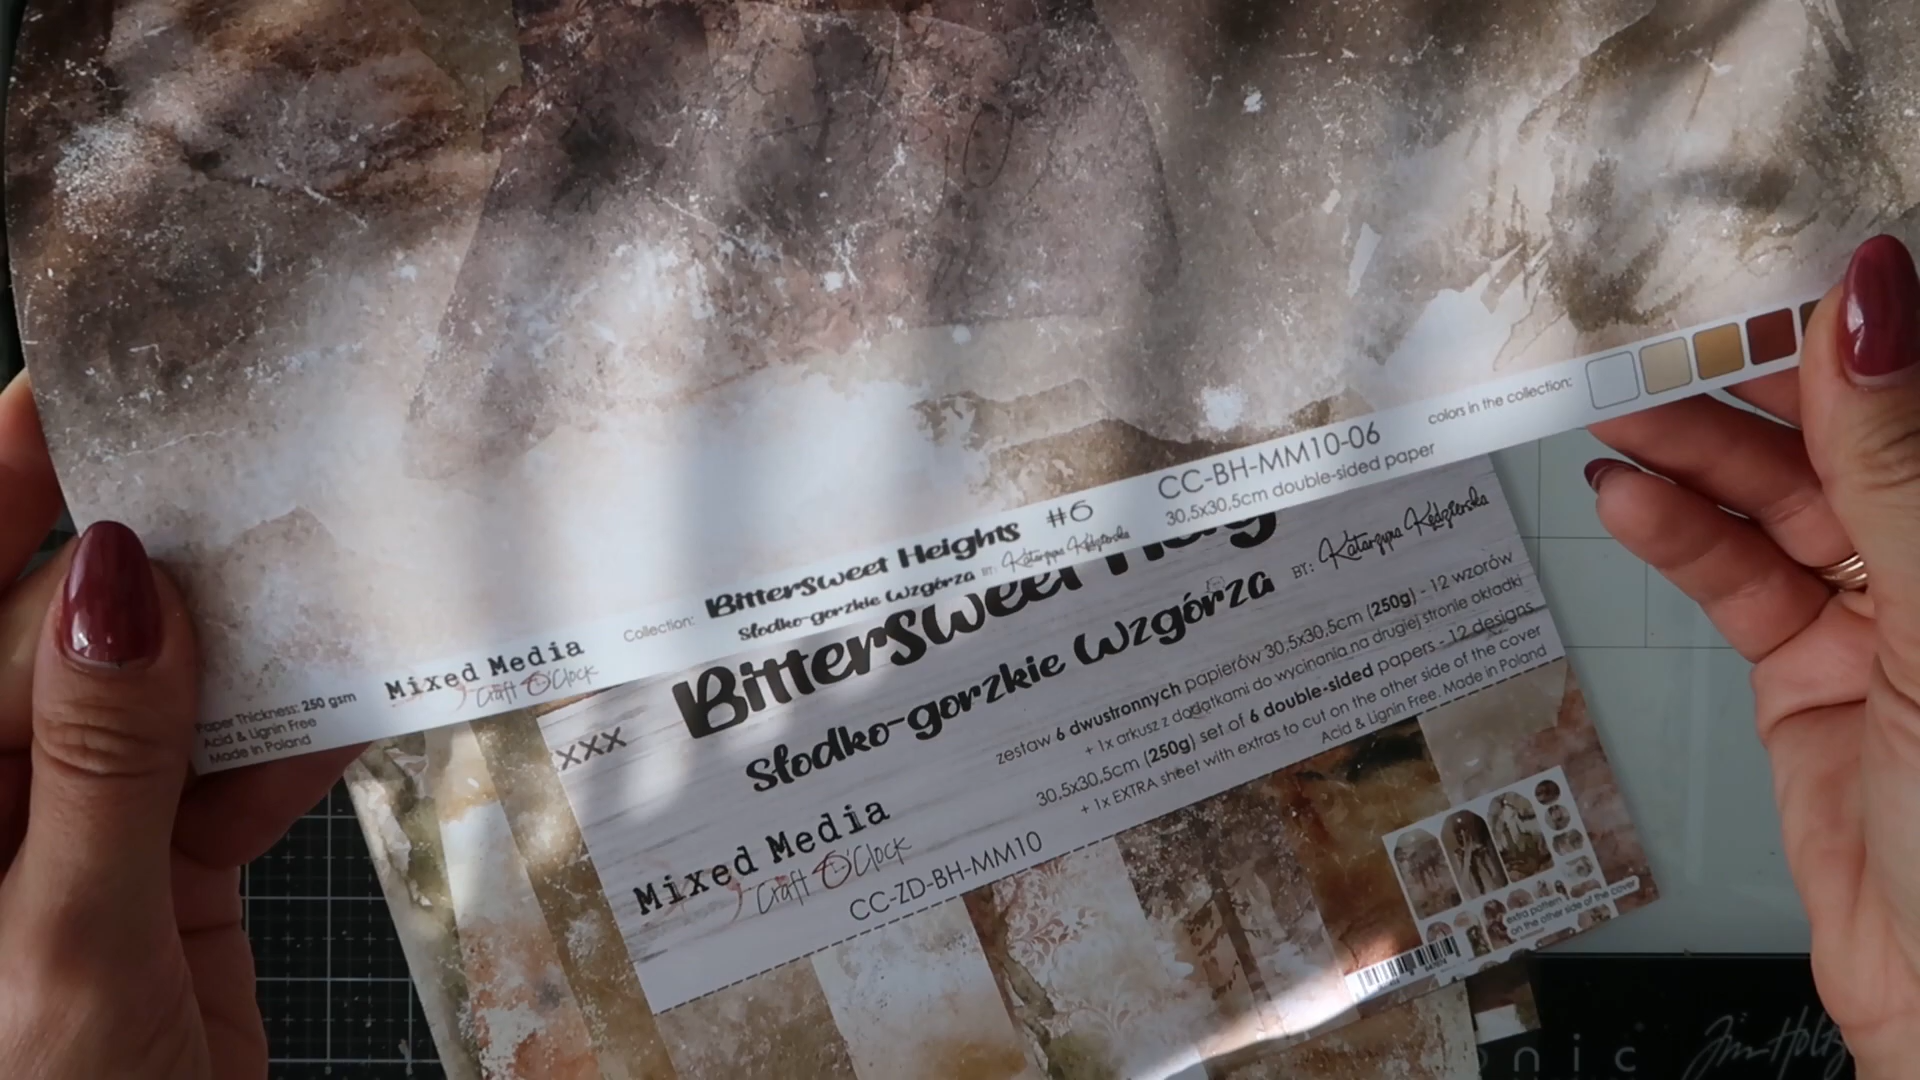 colors in the collection:
CC-BH-MM10-06
30,5x30,5cm double-sided paper
Collection:
BitterSweet Heights #6
Słodko-gorzkie Wzgórza BY: Katarzyna Kędzierska
Mixed Media
Craft O'Clock
Paper Thickness: 250 gsm
Acid & Lignin Free
Made in Poland
BitterSweet
Słodko-gorzkie Wzgórza
BY: Katarzyna Kędzierska
XXX
zestaw 6 dwustronnych papierów 30,5x30,5cm (250g) - 12 wzorów
+ 1x arkusz z dodatkami do wycinania na drugiej stronie okładki
30,5x30,5cm (250g) set of 6 double-sided papers - 12 designs
+ 1x EXTRA sheet with extras to cut on the other side of the cover
Acid & Lignin Free. Made in Poland
Mixed Media
Craft O'Clock
CC-ZD-BH-MM10
extra pattern
on the other side of the cover
nic
Tim Holtz